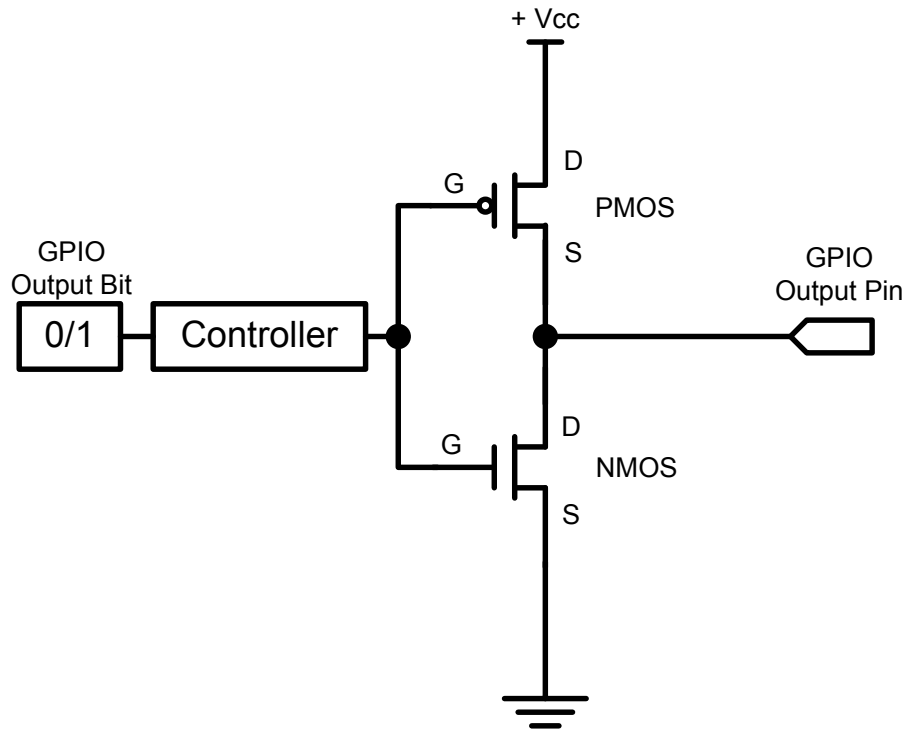 + Vcc
D
G
PMOS
S
GPIO
Output Bit
GPIO
Output Pin
0/1
Controller
D
G
NMOS
S